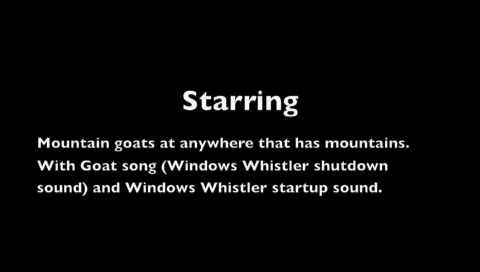 Starring
Mountain goats at anywhere that has mountains.
With Goat song (Windows Whistler shutdown
sound) and Windows Whistler startup sound.